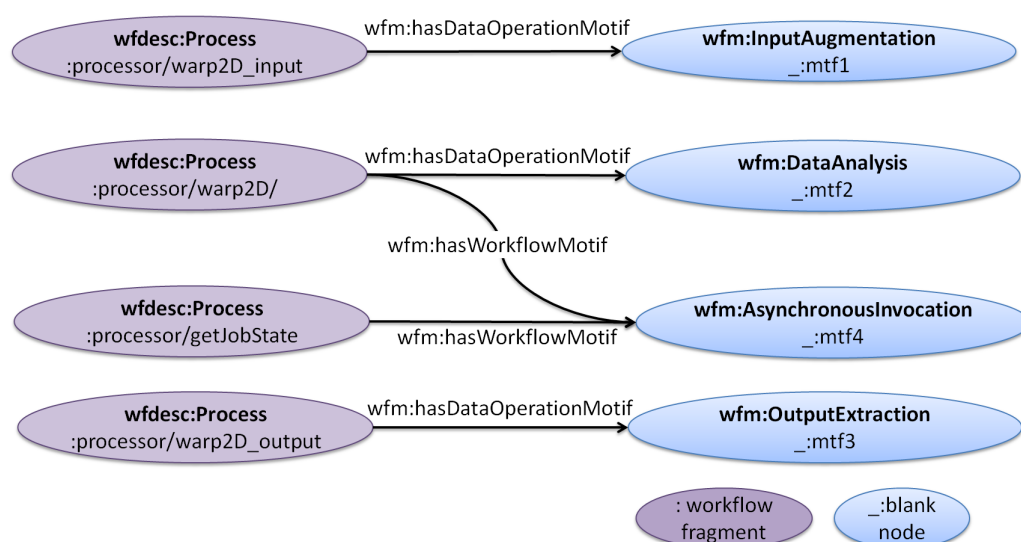 wfdesc:Process
:processor/warp2D_input
wfm:hasDataOperationMotif
wfm:InputAugmentation
_:mtf1
wfdesc:Process
:processor/warp2D/
wfm:hasDataOperationMotif
wfm:DataAnalysis
_:mtf2
wfm:hasWorkflowMotif
wfdesc:Process
:processor/getJobState
wfm:hasWorkflowMotif
wfm:AsynchronousInvocation
_:mtf4
wfdesc:Process
:processor/warp2D_output
wfm:hasDataOperationMotif
wfm:OutputExtraction
_:mtf3
: workflow
fragment
_:blank
node